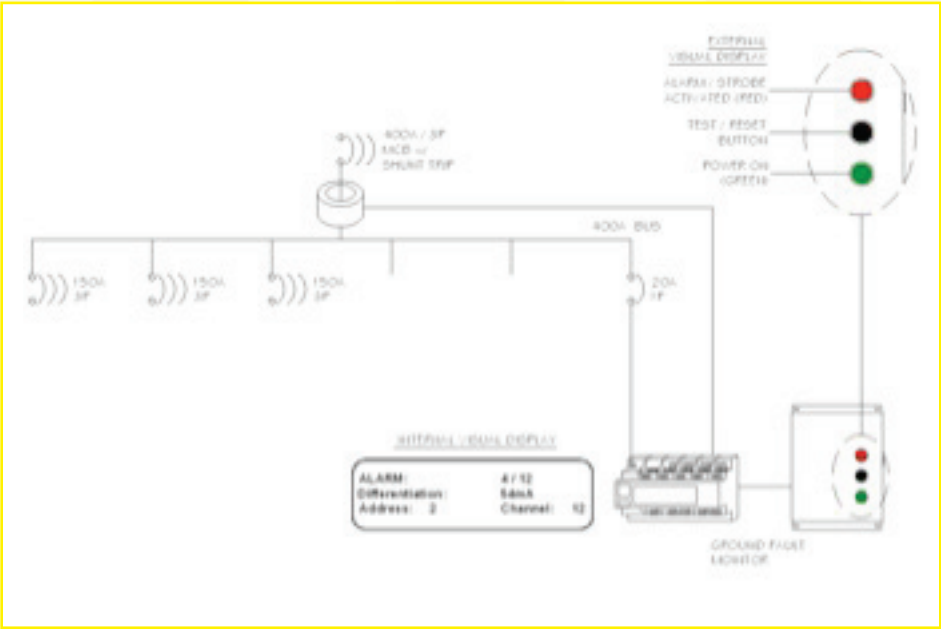 EXTERNAL
VISUAL DISPLAY
ALARM / STROBE
ACTIVATED (RED)
TEST / RESET
BUTTON
POWER ON
(GREEN)
400A / 3P
MCB w/
SHUNT TRIP
400A BUS
150A
3P
150A
3P
150A
3P
20A
1P
INTERNAL VISUAL DISPLAY
ALARM: 4 / 12
Differentiation: 54mA
Address: 2 Channel: 12
GROUND FAULT
MONITOR